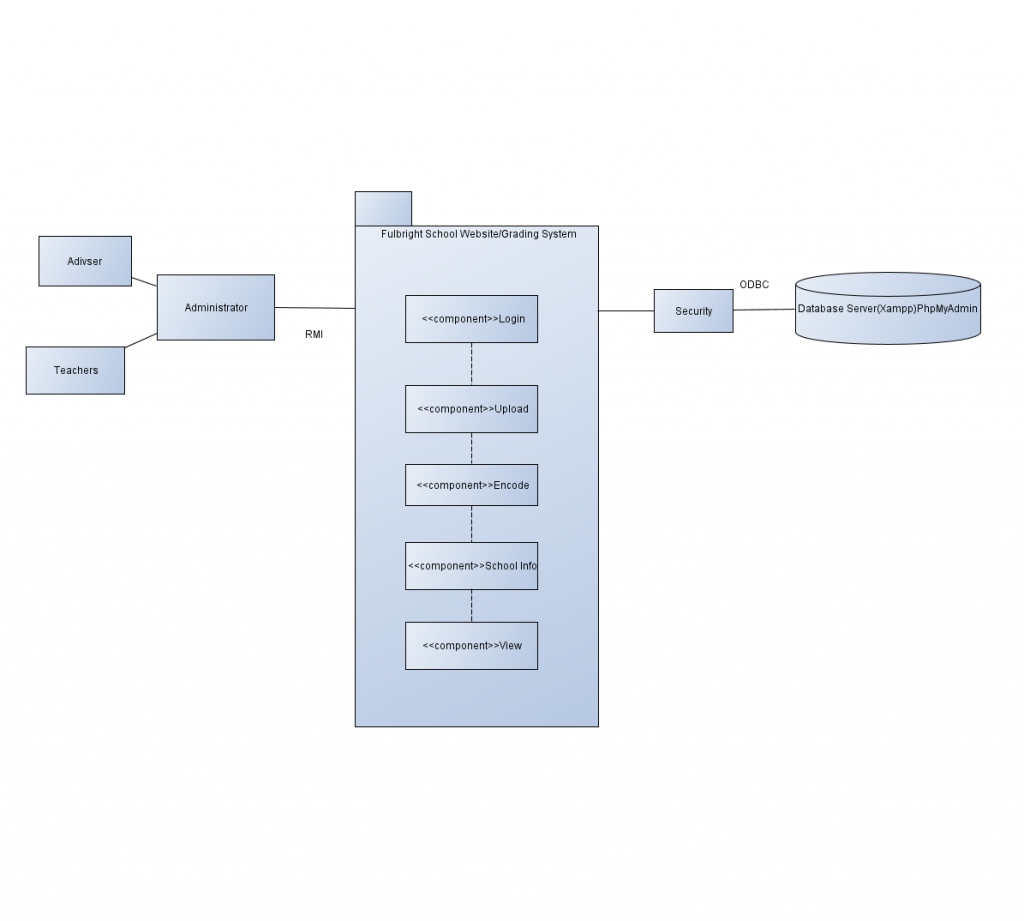 Fulbright School Website/Grading System
Adivser
Administrator
Teachers
RMI
<<component>>Login
<<component>>Upload
<<component>>Encode
<<component>>School Info
<<component>>View
Security
ODBC
Database Server(Xampp)PhpMyAdmin